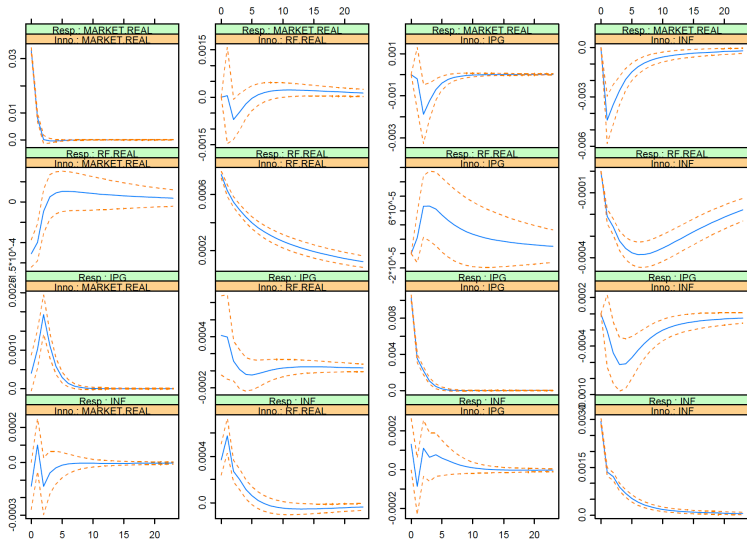 Resp.: MARKET.REAL Resp.: MARKET.REAL Resp.: MARKET.REAL Resp.: MARKET.REAL
Inno.: MARKET.REAL Inno.: RF.REAL Inno.: IPG Inno.: INF
0.03 0.01 0.0
0.0015 0.0 -0.0015
0.001 -0.001 -0.003
0.0 -0.003 -0.006
Resp.: RF.REAL Resp.: RF.REAL Resp.: RF.REAL Resp.: RF.REAL
Inno.: MARKET.REAL Inno.: RF.REAL Inno.: IPG Inno.: INF
0
0.0006 0.0002
6*10^-5 -2*10^-5
-0.0001 -0.0004
Resp.: IPG Resp.: IPG Resp.: IPG Resp.: IPG
Inno.: MARKET.REAL Inno.: RF.REAL Inno.: IPG Inno.: INF
0.0010 0.0
0.0004 -0.0002
0.008 0.004 0.0
0.0002 -0.0004 -0.0010
Resp.: INF Resp.: INF Resp.: INF Resp.: INF
Inno.: MARKET.REAL Inno.: RF.REAL Inno.: IPG Inno.: INF
0.0002 0.0 -0.0003
0.0004 0.0
0.0002 0.0 -0.0002
0.0015 0.0
0 5 10 15 20 0 5 10 15 20 0 5 10 15 20 0 5 10 15 20